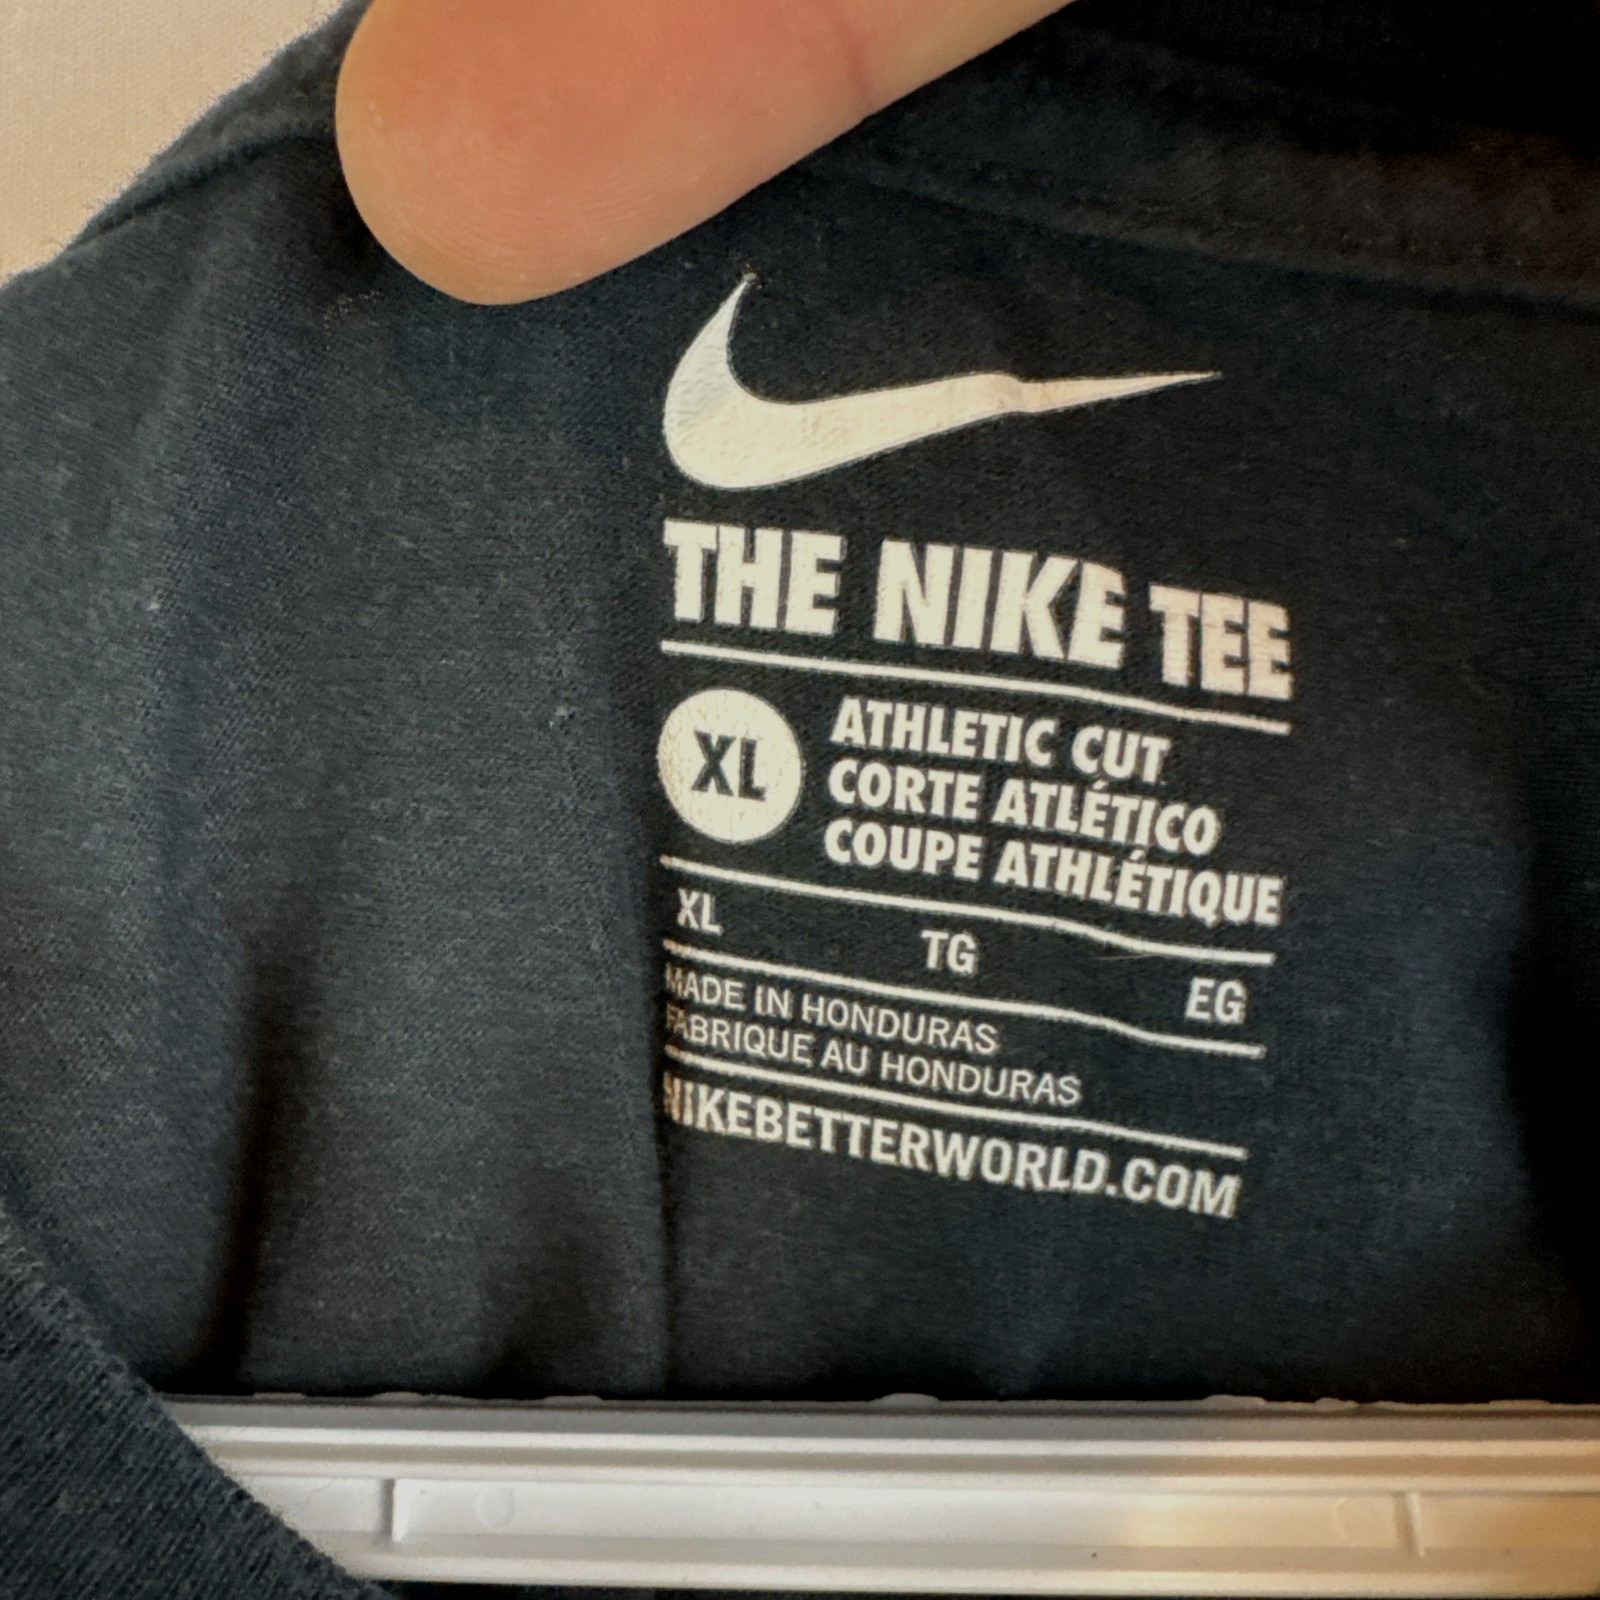 THE NIKE TEE
XL
ATHLETIC CUT
CORTE ATLÉTICO
COUPE ATHLÉTIQUE
XL TG EG
MADE IN HONDURAS
FABRIQUE AU HONDURAS
NIKEBETTERWORLD.COM